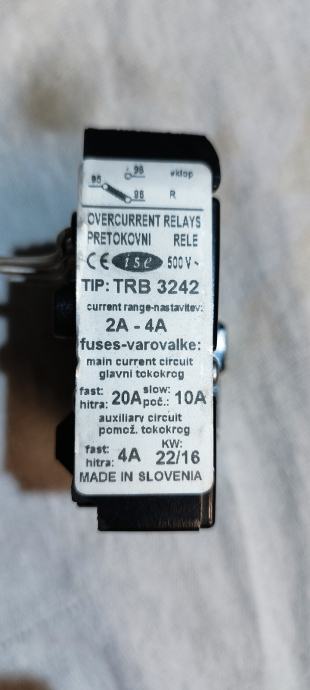 98 vklop
95 96 R
OVERCURRENT RELAYS
PRETOKOVNI RELE
CE ise 500 V~
TIP: TRB 3242
current range-nastavitev:
2A - 4A
fuses-varovalke:
main current circuit
glavni tokokrog
fast: slow:
hitra: 20A poč.: 10A
auxiliary circuit
pomož. tokokrog
fast: KW:
hitra: 4A 22/16
MADE IN SLOVENIA